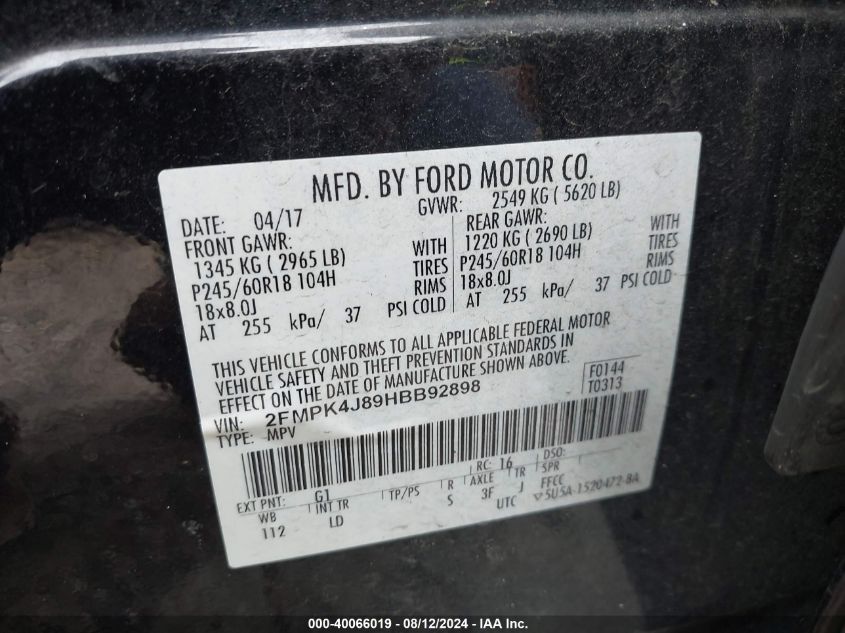 MFD. BY FORD MOTOR CO.
DATE: 04/17 GVWR: 2549 KG ( 5620 LB)
FRONT GAWR: REAR GAWR:
1345 KG ( 2965 LB) WITH 1220 KG ( 2690 LB) WITH
P245/60R18 104H TIRES P245/60R18 104H TIRES
18x8.0J RIMS 18x8.0J RIMS
AT 255 kPa/ 37 PSI COLD AT 255 kPa/ 37 PSI COLD
THIS VEHICLE CONFORMS TO ALL APPLICABLE FEDERAL MOTOR
VEHICLE SAFETY AND THEFT PREVENTION STANDARDS IN
EFFECT ON THE DATE OF MANUFACTURE SHOWN ABOVE.
VIN: 2FMPK4J89HBB92898 F0144
TYPE: MPV T0313
EXT PNT: G1 RC: 16 DSO:
WB INT TR TP/PS R AXLE TR SPR
112 LD S 3F J FFCC
UTC ▽5U5A-1520472-BA
000-40066019 - 08/12/2024 - IAA Inc.